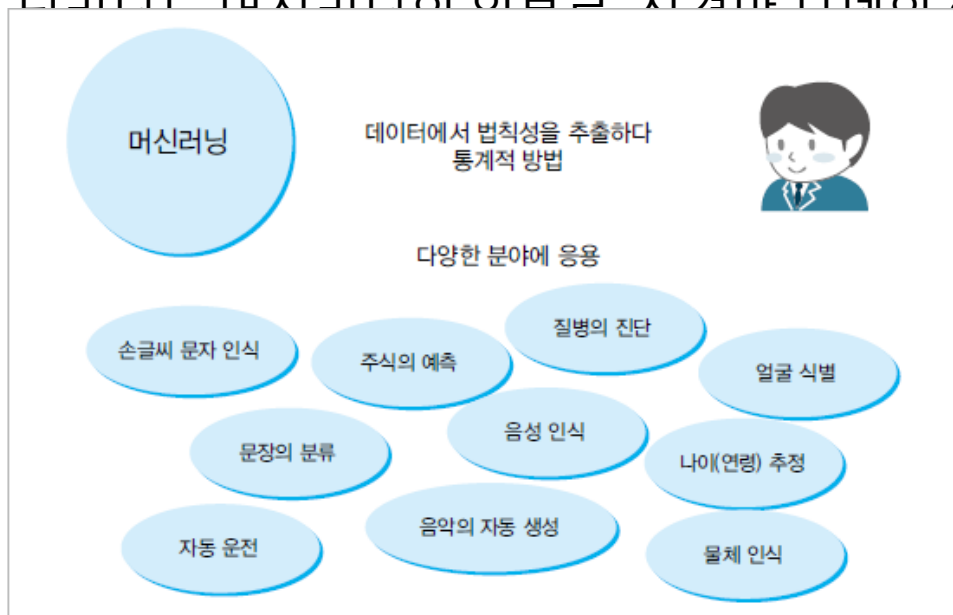 머신러닝
데이터에서 법칙성을 추출하다
통계적 방법
다양한 분야에 응용
손글씨 문자 인식
주식의 예측
질병의 진단
얼굴 식별
문장의 분류
음성 인식
나이(연령) 추정
자동 운전
음악의 자동 생성
물체 인식